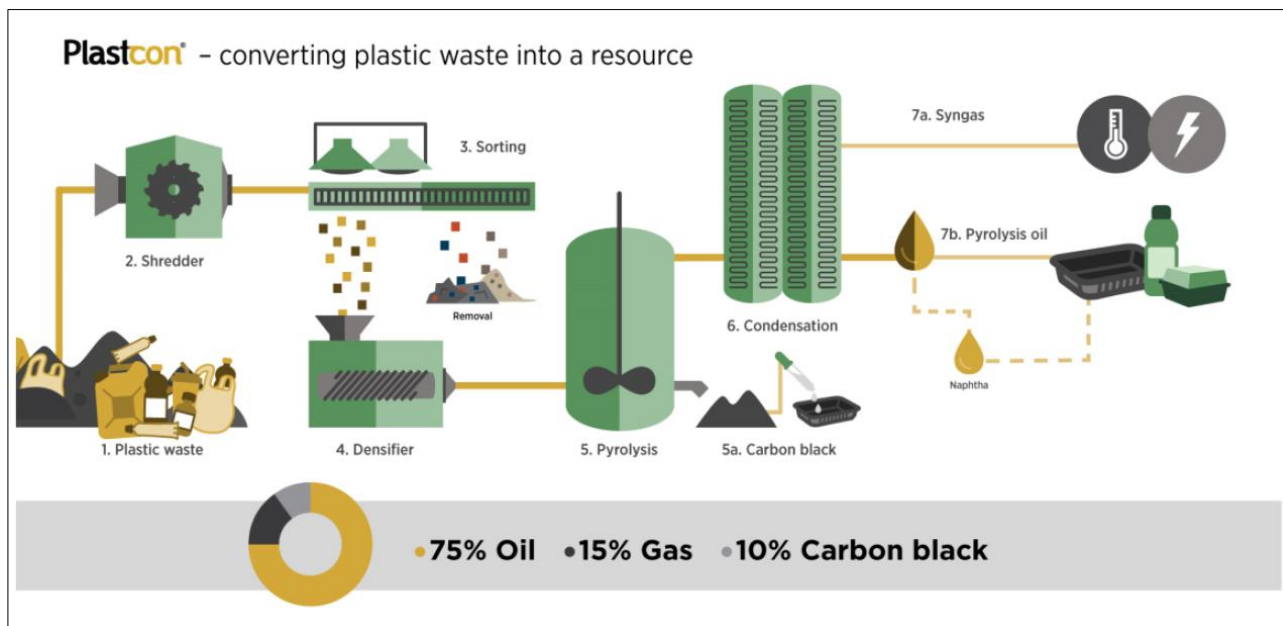 Plastcon® – converting plastic waste into a resource
7a. Syngas
3. Sorting
7b. Pyrolysis oil
2. Shredder
Removal
6. Condensation
Naphtha
1. Plastic waste
4. Densifier
5. Pyrolysis
5a. Carbon black
75% Oil
15% Gas
10% Carbon black